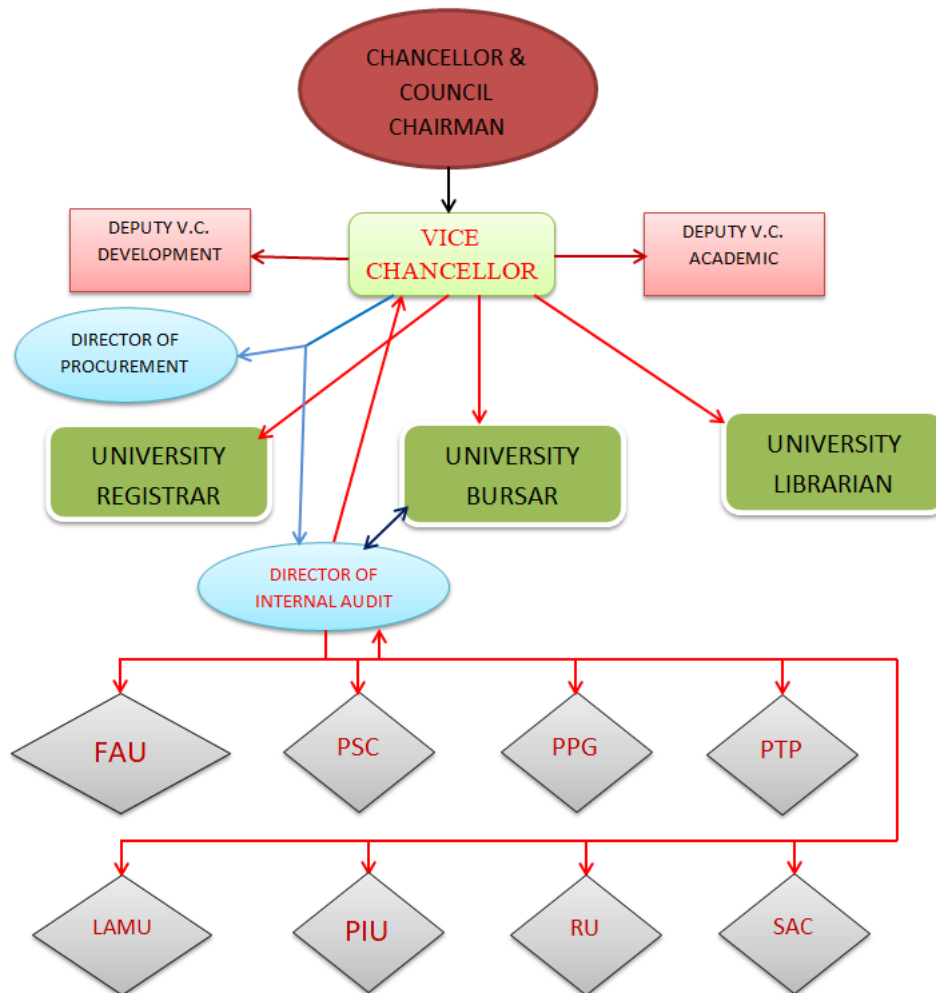 CHANCELLOR &
COUNCIL
CHAIRMAN
DEPUTY V.C.
DEVELOPMENT
VICE
CHANCELLOR
DEPUTY V.C.
ACADEMIC
DIRECTOR OF
PROCUREMENT
UNIVERSITY
REGISTRAR
UNIVERSITY
BURSAR
UNIVERSITY
LIBRARIAN
DIRECTOR OF
INTERNAL AUDIT
FAU
PSC
PPG
PTP
LAMU
PIU
RU
SAC